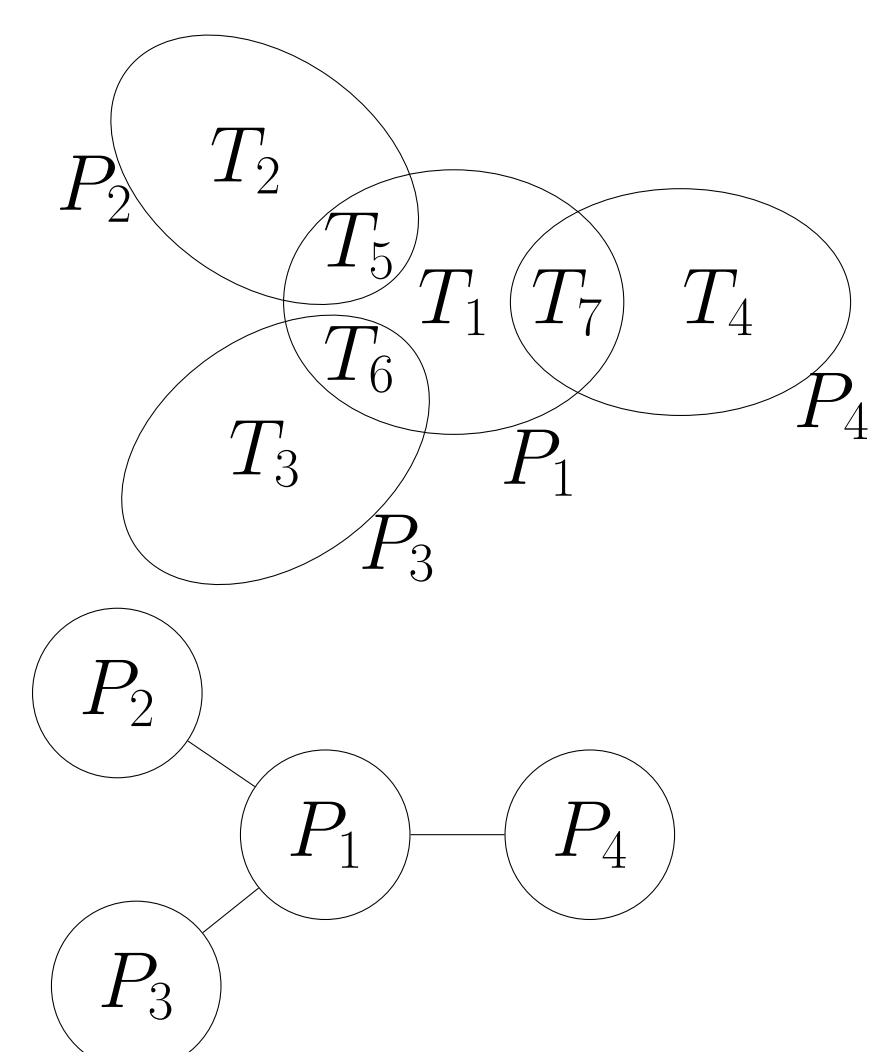 T₂
P₂
T₅
T₁ T₇ T₄
T₆
P₄
T₃
P₁
P₃
P₂
P₁ P₄
P₃